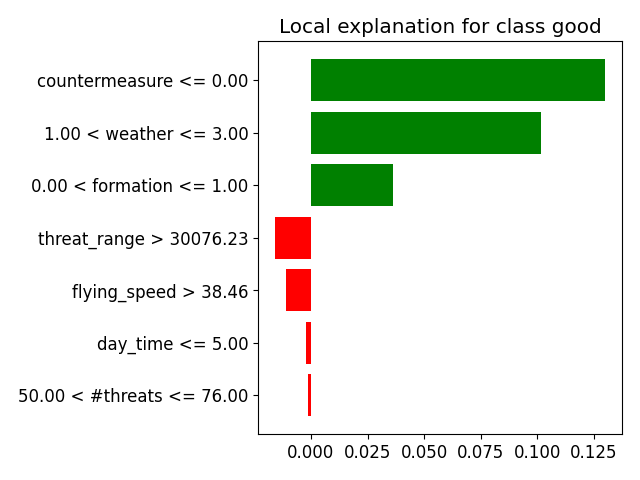 Local explanation for class good
countermeasure <= 0.00
1.00 < weather <= 3.00
0.00 < formation <= 1.00
threat_range > 30076.23
flying_speed > 38.46
day_time <= 5.00
50.00 < #threats <= 76.00
0.000 0.025 0.050 0.075 0.100 0.125